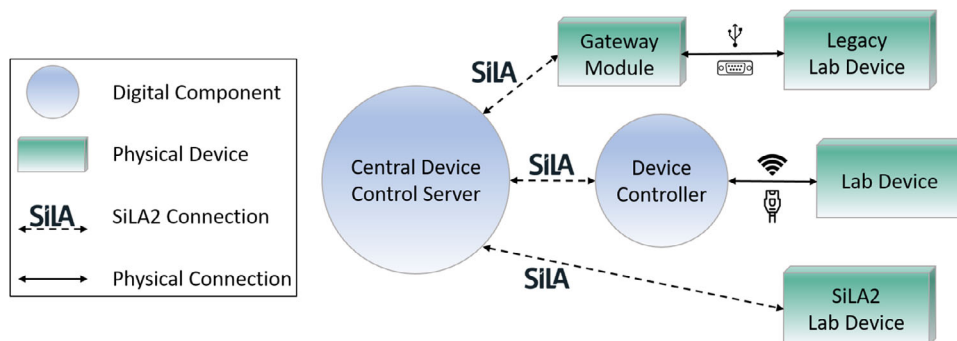 Digital Component
Physical Device
SiLA
SiLA2 Connection
Physical Connection
SiLA
Gateway
Module
Legacy
Lab Device
Central Device
Control Server
SiLA
Device
Controller
Lab Device
SiLA
SiLA2
Lab Device